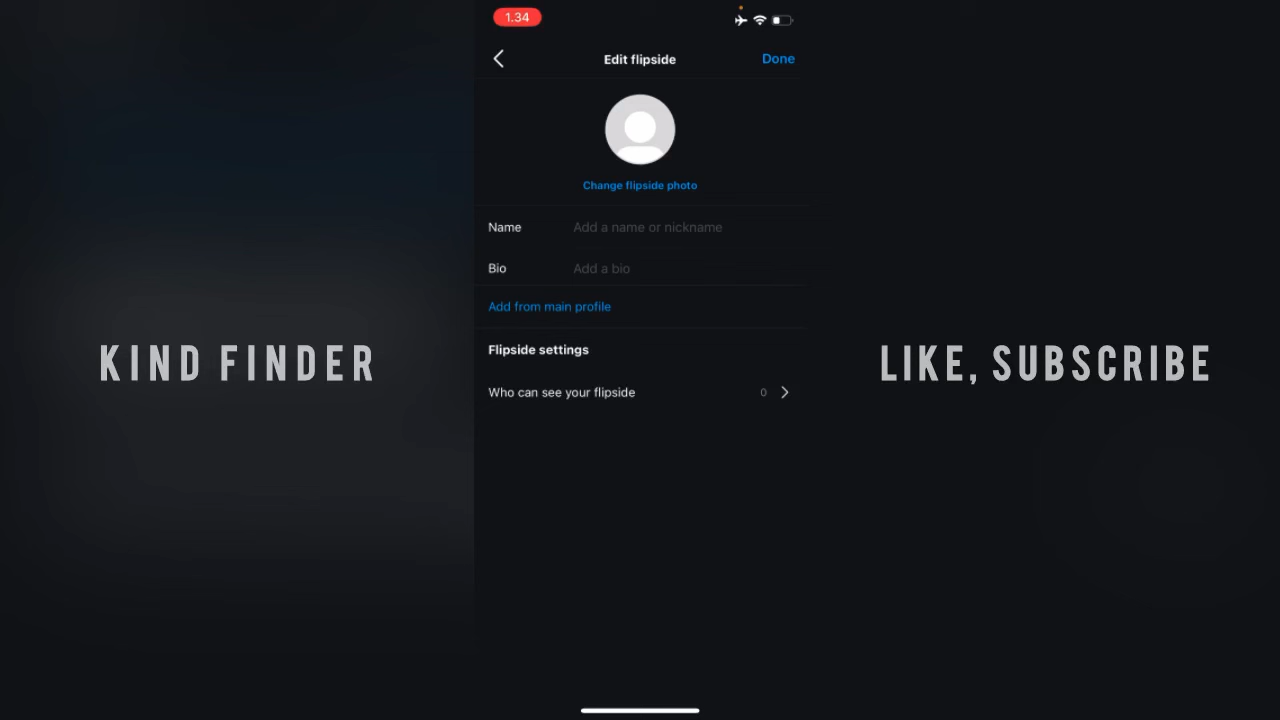 1.34
Edit flipside
Done
Change flipside photo
Name
Add a name or nickname
Bio
Add a bio
Add from main profile
Flipside settings
Who can see your flipside
0
KIND FINDER
LIKE, SUBSCRIBE